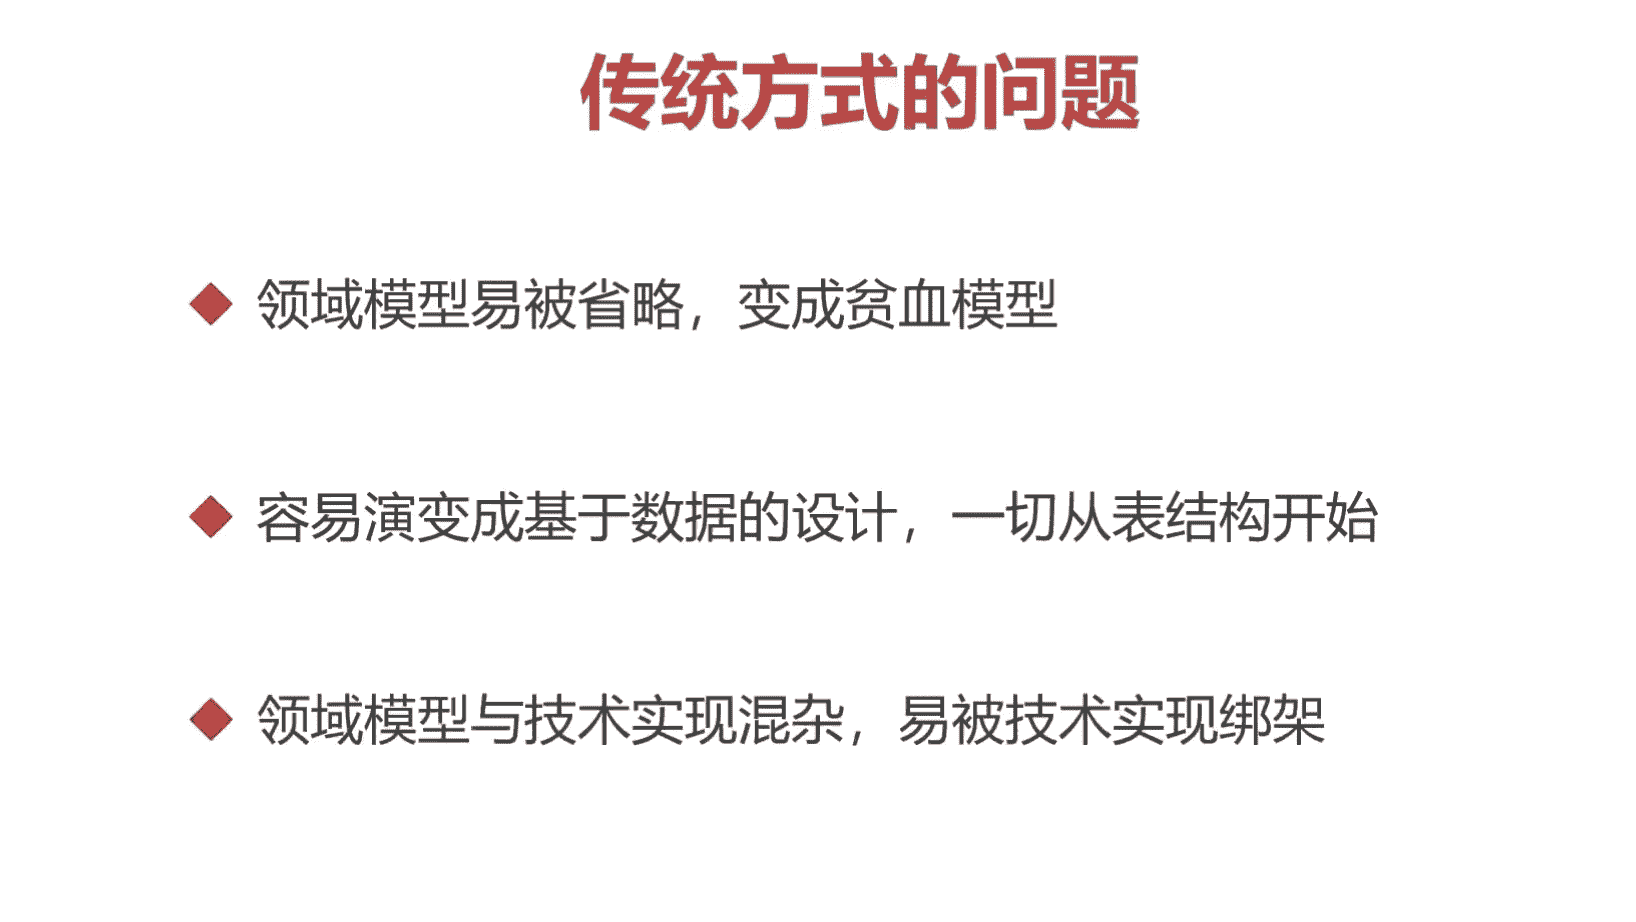 传统方式的问题
领域模型易被省略，变成贫血模型
容易演变成基于数据的设计，一切从表结构开始
领域模型与技术实现混杂，易被技术实现绑架